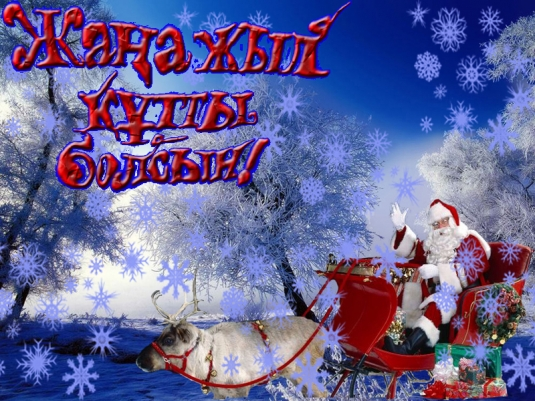 Жаңа жыл
құтты
болсын!